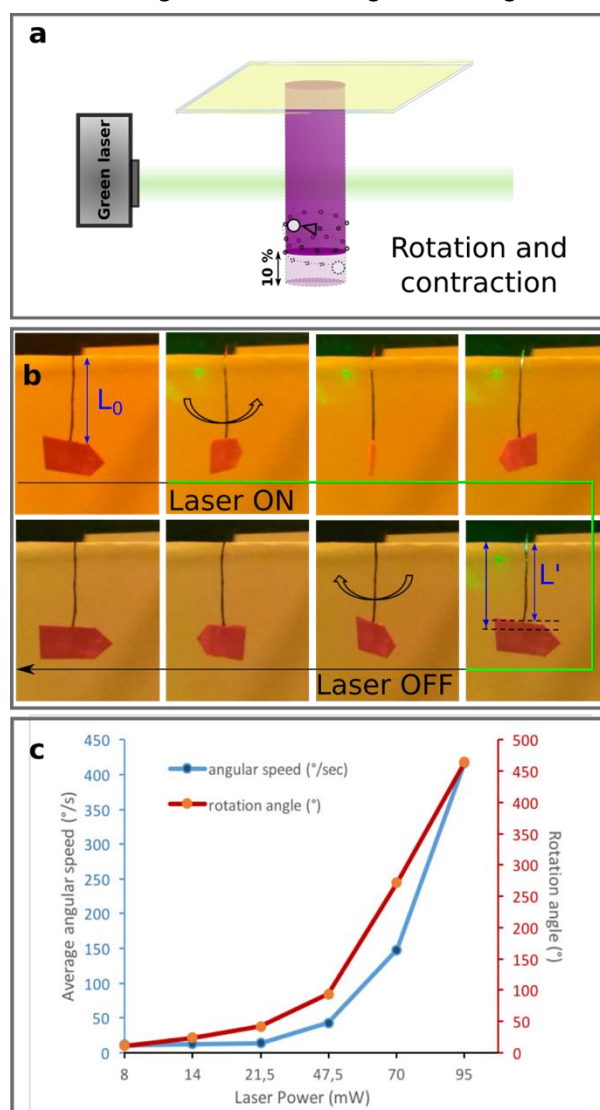 a
Green laser
10 %
Rotation and
contraction
b
L0
Laser ON
L'
Laser OFF
c
450
400
350
300
250
200
150
100
50
0
Average angular speed (°/s)
angular speed (°/sec)
rotation angle (°)
500
450
400
350
300
250
200
150
100
50
0
Rotation angle (°)
8 14 21,5 47,5 70 95
Laser Power (mW)